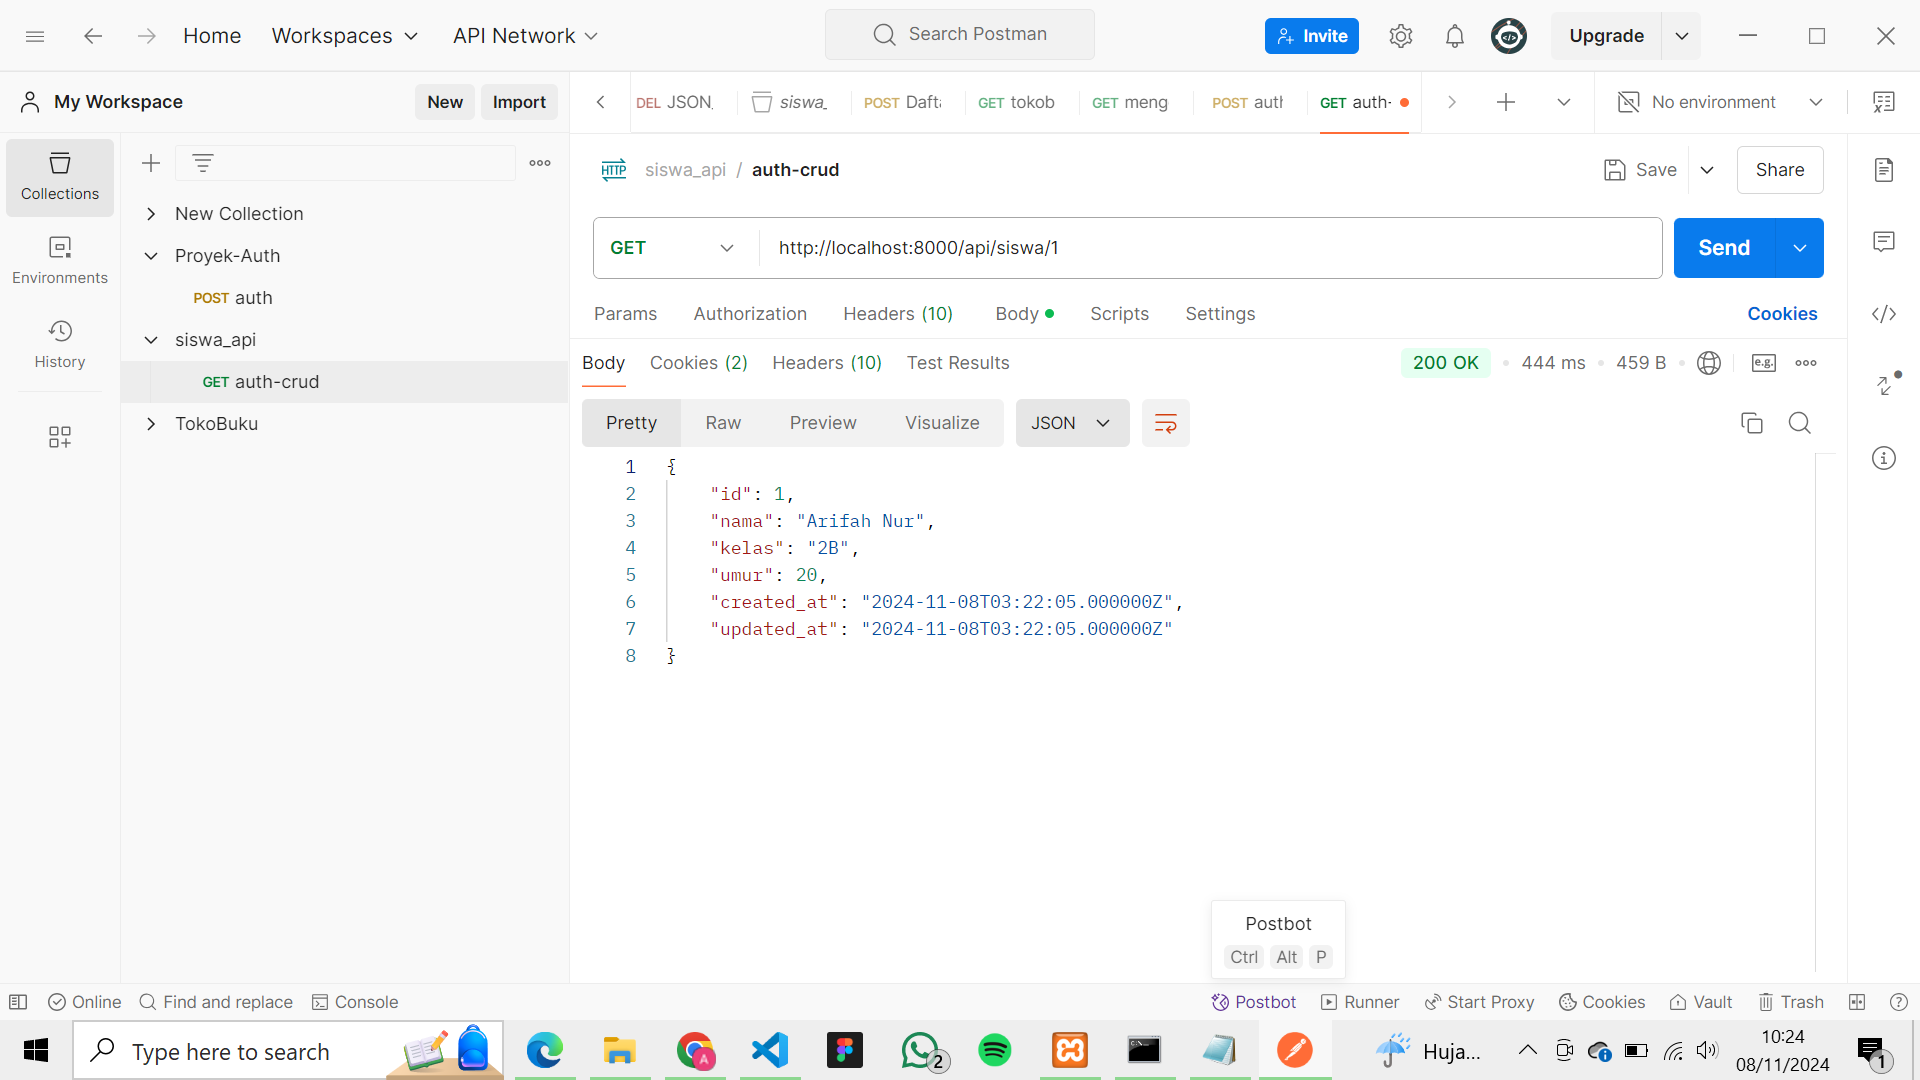 Home
Workspaces
API Network
Search Postman
Invite
Upgrade
My Workspace
New
Import
DEL JSON
siswa_
POST Dafta
GET tokob
GET meng
POST auth
GET auth-
No environment
Collections
Environments
History
New Collection
Proyek-Auth
POST auth
siswa_api
GET auth-crud
TokoBuku
HTTP
siswa_api / auth-crud
Save
Share
GET
http://localhost:8000/api/siswa/1
Send
Params
Authorization
Headers (10)
Body
Scripts
Settings
Cookies
Body
Cookies (2)
Headers (10)
Test Results
200 OK
444 ms
459 B
e.g.
Pretty
Raw
Preview
Visualize
JSON
1 {
2 "id": 1,
3 "nama": "Arifah Nur",
4 "kelas": "2B",
5 "umur": 20,
6 "created_at": "2024-11-08T03:22:05.000000Z",
7 "updated_at": "2024-11-08T03:22:05.000000Z"
8 }
Postbot
Ctrl Alt P
Online
Find and replace
Console
Postbot
Runner
Start Proxy
Cookies
Vault
Trash
Type here to search
A
2
Huja...
10:24
08/11/2024
1